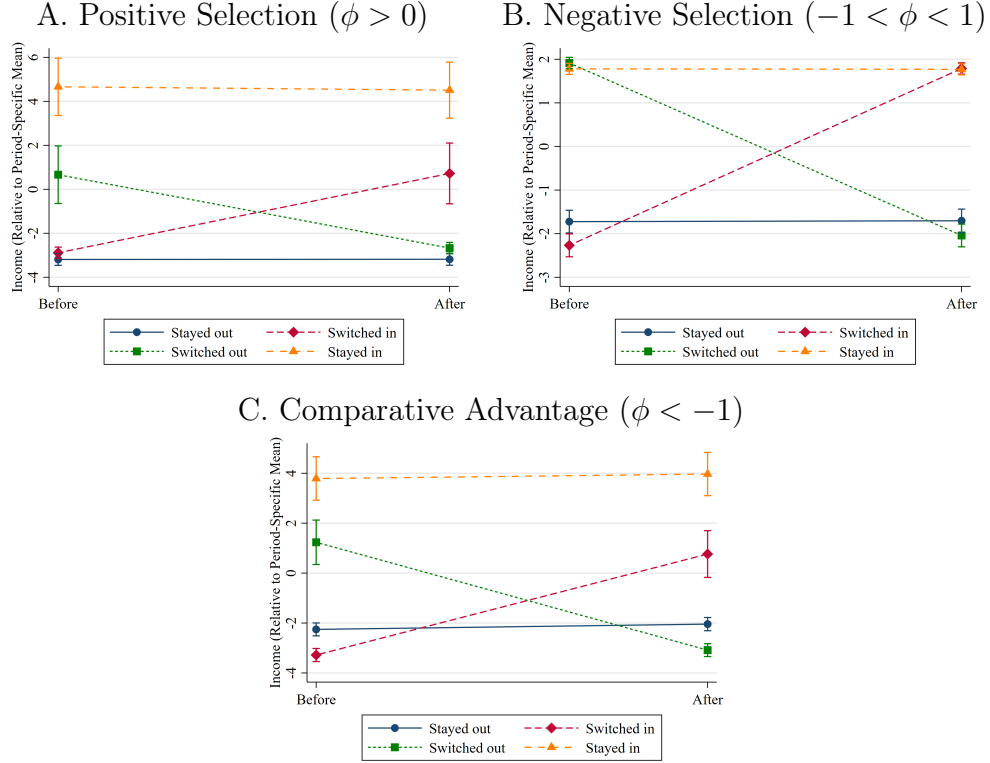 A. Positive Selection (ϕ > 0)
Income (Relative to Period-Specific Mean)
6
4
2
0
-2
-4
Before
After
Stayed out
Switched in
Switched out
Stayed in
B. Negative Selection (−1 < ϕ < 1)
Income (Relative to Period-Specific Mean)
2
1
0
-1
-2
-3
Before
After
Stayed out
Switched in
Switched out
Stayed in
C. Comparative Advantage (ϕ < −1)
Income (Relative to Period-Specific Mean)
4
2
0
-2
-4
Before
After
Stayed out
Switched in
Switched out
Stayed in